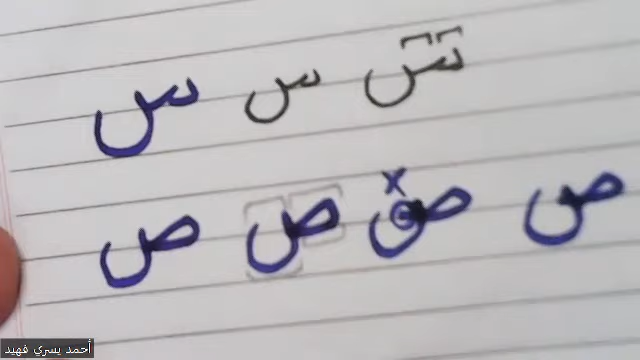 س س س
ص ص ص ص
أحمد يسري فهيد